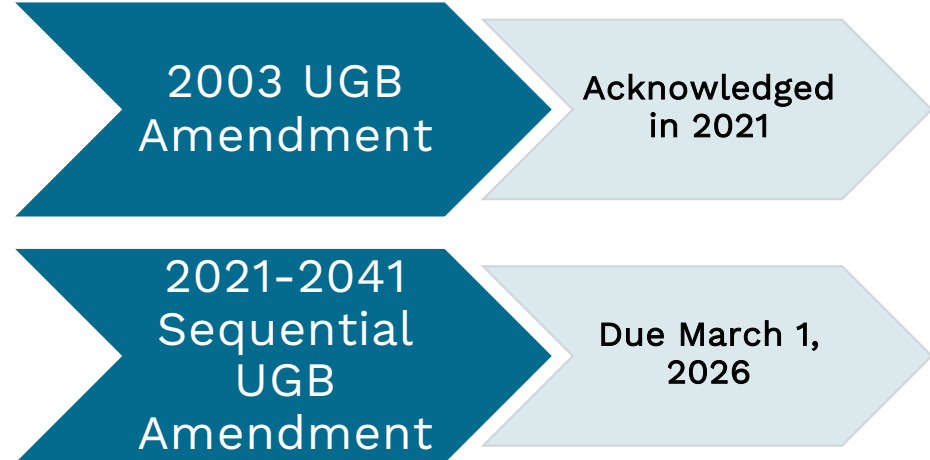 2003 UGB
Amendment
Acknowledged
in 2021
2021-2041
Sequential
UGB
Amendment
Due March 1,
2026